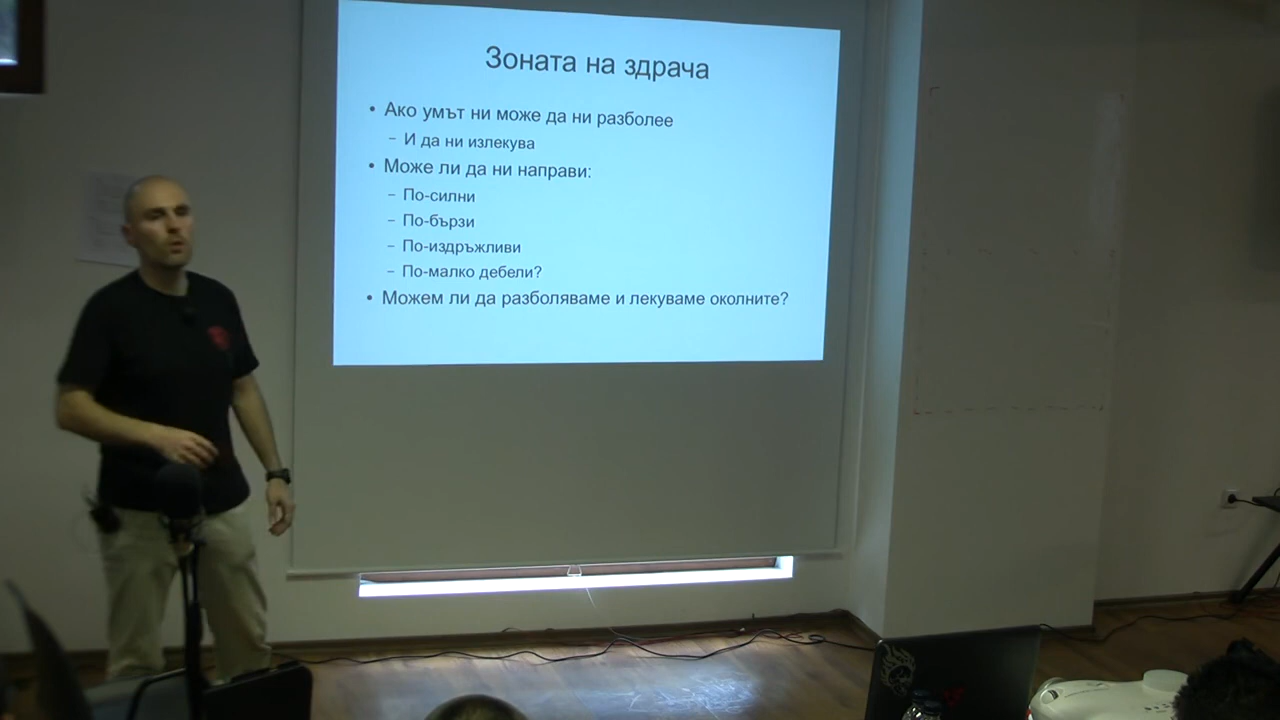 Зоната на здрача
• Ако умът ни може да ни разболее
– И да ни излекува
• Може ли да ни направи:
– По-силни
– По-бързи
– По-издръжливи
– По-малко дебели?
• Можем ли да разболяваме и лекуваме околните?